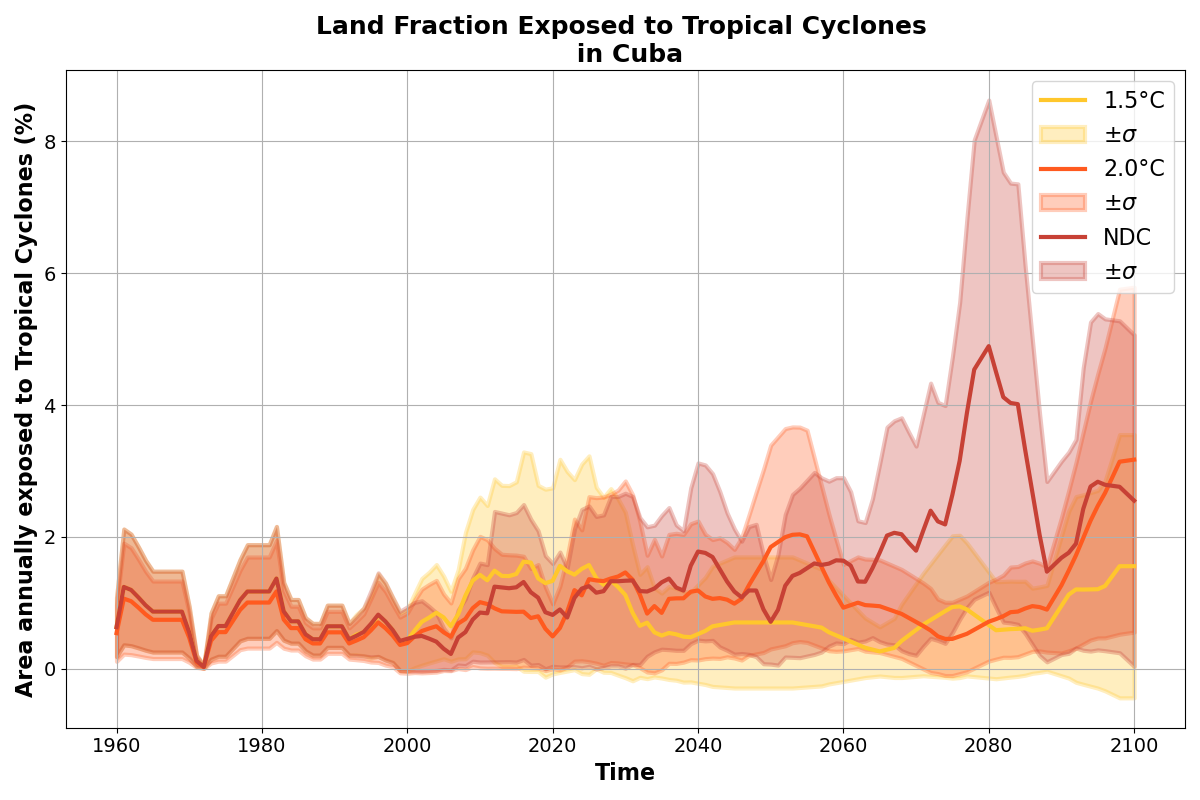 Land Fraction Exposed to Tropical Cyclones
in Cuba
Area annually exposed to Tropical Cyclones (%)
8
6
4
2
0
1960 1980 2000 2020 2040 2060 2080 2100
Time
1.5°C
±σ
2.0°C
±σ
NDC
±σ